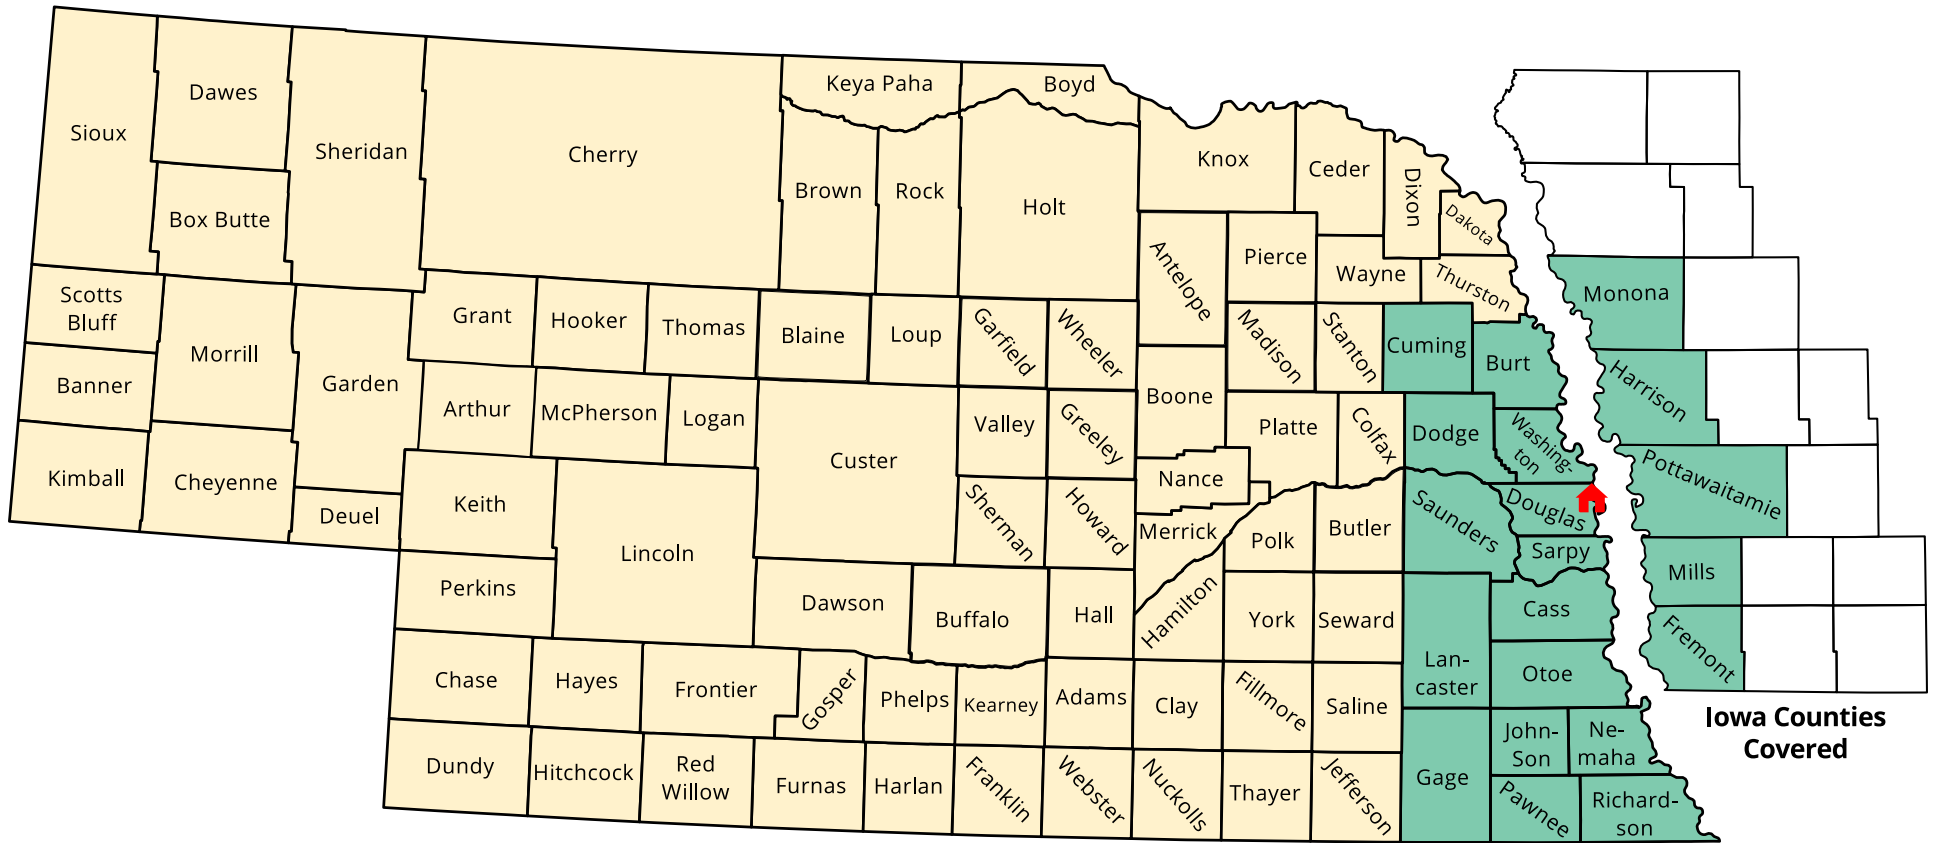 Sioux
Dawes
Sheridan
Box Butte
Cherry
Keya Paha
Boyd
Brown
Rock
Holt
Knox
Ceder
Dixon
Dakota
Antelope
Pierce
Wayne
Thurston
Scotts
Bluff
Banner
Kimball
Morrill
Cheyenne
Garden
Deuel
Grant
Hooker
Thomas
Blaine
Loup
Garfield
Wheeler
Madison
Stanton
Cuming
Burt
Arthur
McPherson
Logan
Custer
Valley
Greeley
Boone
Platte
Colfax
Dodge
Washing-
ton
Keith
Lincoln
Sherman
Howard
Nance
Merrick
Polk
Butler
Saunders
Douglas
Sarpy
Perkins
Dawson
Buffalo
Hall
Hamilton
York
Seward
Lan-
caster
Cass
Otoe
Chase
Hayes
Frontier
Gosper
Phelps
Kearney
Adams
Clay
Fillmore
Saline
Dundy
Hitchcock
Red
Willow
Furnas
Harlan
Franklin
Webster
Nuckolls
Thayer
Jefferson
Gage
John-
Son
Ne-
maha
Pawnee
Richard-
son
Monona
Harrison
Pottawaitamie
Mills
Fremont
Iowa Counties
Covered